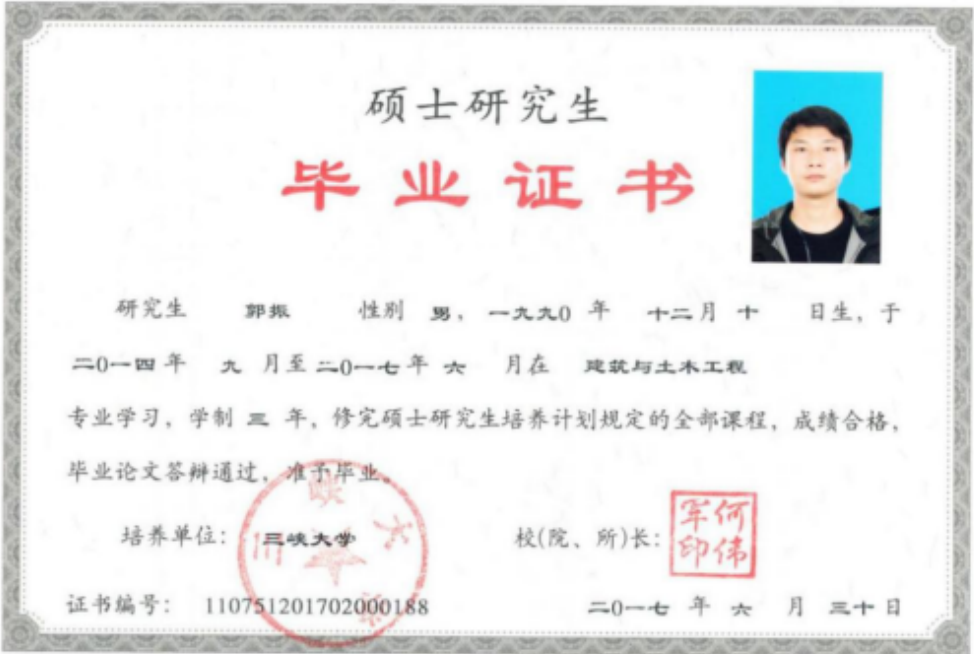 硕士研究生
毕业证书
研究生 郭振 性别 男，一九九0 年 十二月 十 日生，于
二0一四年 九 月至二0一七年 六 月在 建筑与土木工程
专业学习，学制 三 年，修完硕士研究生培养计划规定的全部课程，成绩合格，
毕业论文答辩通过，准予毕业。
培养单位：三峡大学 校(院、所)长：
何伟军印
三峡大学
证书编号： 110751201702000188 二0一七 年 六 月 三十日